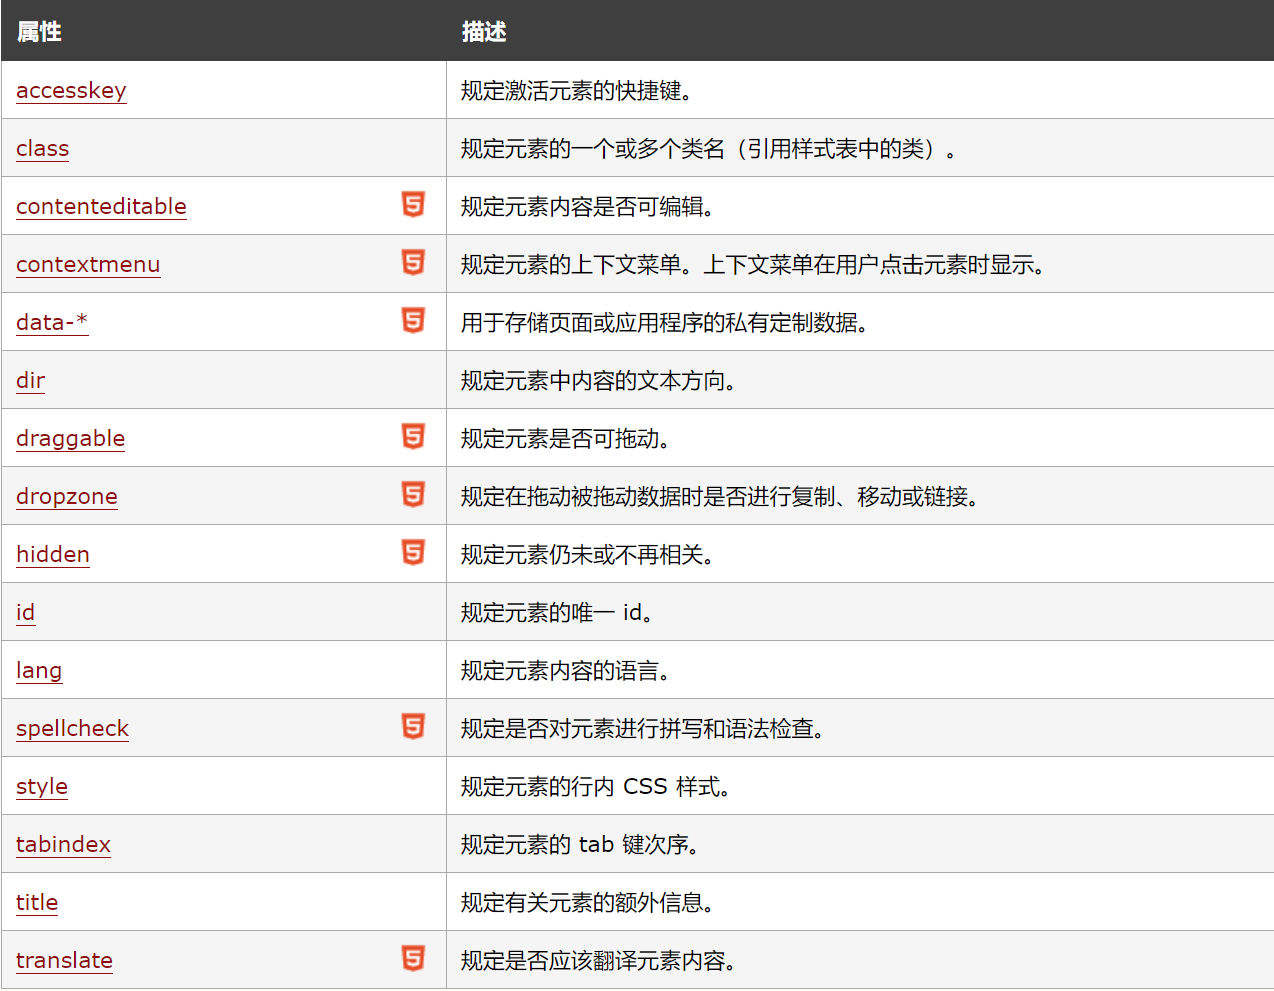 属性 描述
accesskey 规定激活元素的快捷键。
class 规定元素的一个或多个类名（引用样式表中的类）。
contenteditable 5 规定元素内容是否可编辑。
contextmenu 5 规定元素的上下文菜单。上下文菜单在用户点击元素时显示。
data-* 5 用于存储页面或应用程序的私有定制数据。
dir 规定元素中内容的文本方向。
draggable 5 规定元素是否可拖动。
dropzone 5 规定在拖动被拖动数据时是否进行复制、移动或链接。
hidden 5 规定元素仍未或不再相关。
id 规定元素的唯一 id。
lang 规定元素内容的语言。
spellcheck 5 规定是否对元素进行拼写和语法检查。
style 规定元素的行内 CSS 样式。
tabindex 规定元素的 tab 键次序。
title 规定有关元素的额外信息。
translate 5 规定是否应该翻译元素内容。